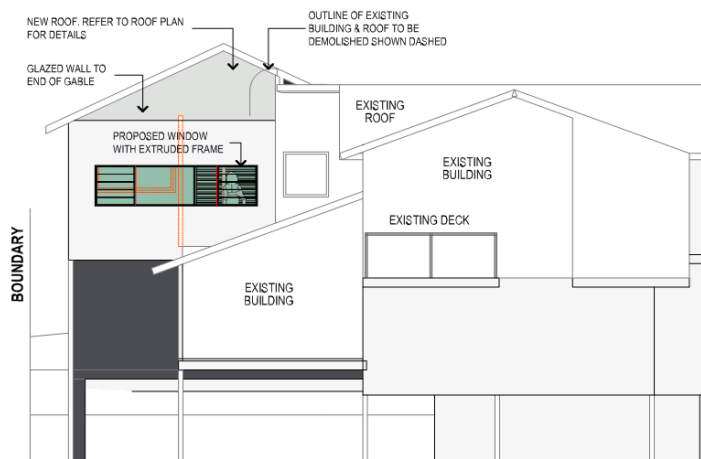 NEW ROOF. REFER TO ROOF PLAN
FOR DETAILS
OUTLINE OF EXISTING
BUILDING & ROOF TO BE
DEMOLISHED SHOWN DASHED
GLAZED WALL TO
END OF GABLE
EXISTING
ROOF
PROPOSED WINDOW
WITH EXTRUDED FRAME
EXISTING
BUILDING
EXISTING DECK
BOUNDARY
EXISTING
BUILDING